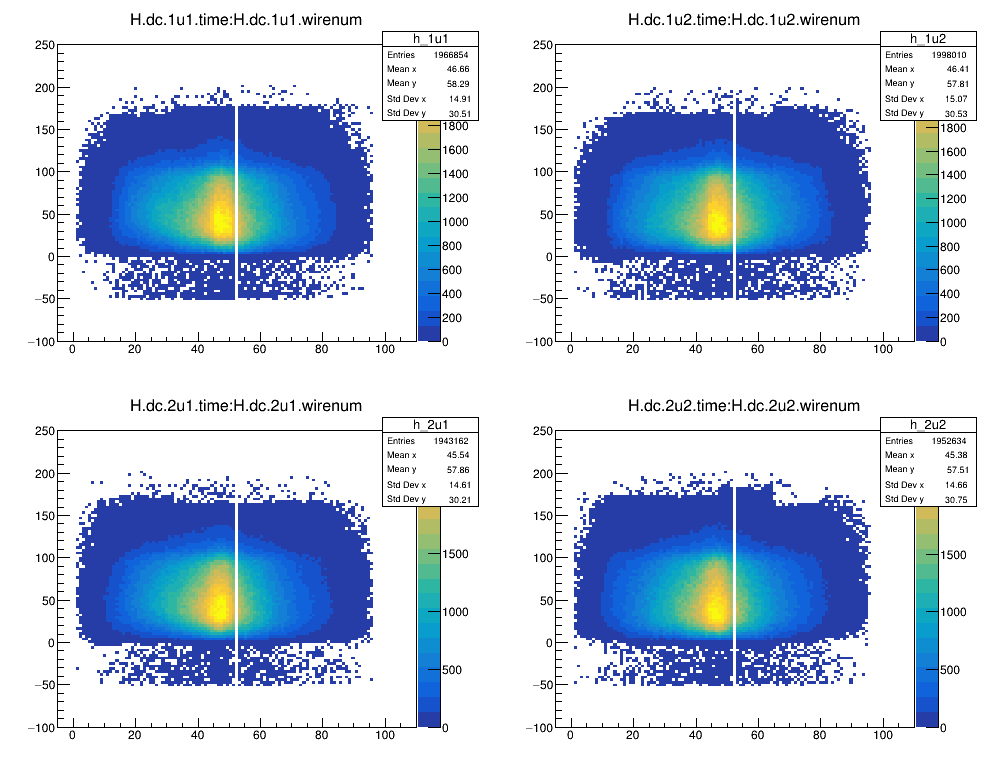 H.dc.1u1.time:H.dc.1u1.wirenum
h_1u1
Entries 1966854
Mean x 46.66
Mean y 58.29
Std Dev x 14.91
Std Dev y 30.51
250
200
150
100
50
0
−50
−100
0 20 40 60 80 100
1800
1600
1400
1200
1000
800
600
400
200
0
H.dc.1u2.time:H.dc.1u2.wirenum
h_1u2
Entries 1998010
Mean x 46.41
Mean y 57.81
Std Dev x 15.07
Std Dev y 30.53
250
200
150
100
50
0
−50
−100
0 20 40 60 80 100
1800
1600
1400
1200
1000
800
600
400
200
0
H.dc.2u1.time:H.dc.2u1.wirenum
h_2u1
Entries 1943162
Mean x 45.54
Mean y 57.86
Std Dev x 14.61
Std Dev y 30.21
250
200
150
100
50
0
−50
−100
0 20 40 60 80 100
1500
1000
500
0
H.dc.2u2.time:H.dc.2u2.wirenum
h_2u2
Entries 1952634
Mean x 45.38
Mean y 57.51
Std Dev x 14.66
Std Dev y 30.75
250
200
150
100
50
0
−50
−100
0 20 40 60 80 100
1500
1000
500
0